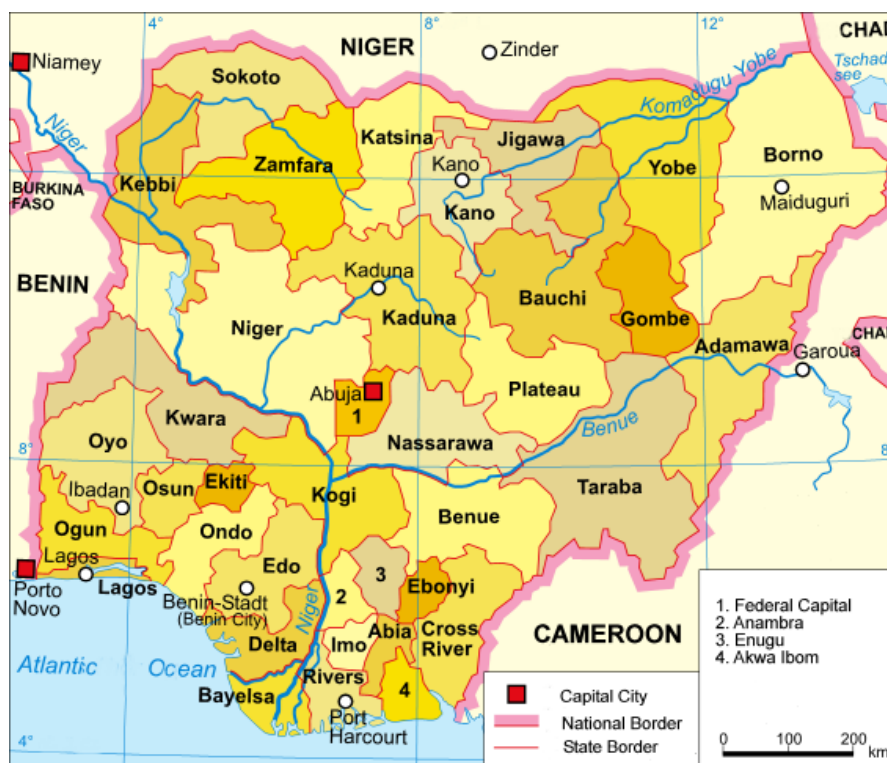 4°
8°
12°
NIGER
Zinder
CHAD
Niamey
Sokoto
Komadugu Yobe
Tschad-
see
Niger
Katsina
Jigawa
Kano
Zamfara
Yobe
Borno
Kebbi
BURKINA
FASO
Maiduguri
Kano
BENIN
Kaduna
Bauchi
Niger
Kaduna
Gombe
Adamawa
CHAD
Garoua
Abuja
1
Plateau
Kwara
Nassarawa
Benue
Oyo
8°
8°
Ibadan
Osun
Ekiti
Kogi
Taraba
Benue
Ogun
Ondo
Lagos
Edo
3
Ebonyi
Porto
Novo
Lagos
Benin-Stadt
(Benin City)
Niger
2
Delta
Imo
Abia
Cross
River
CAMEROON
Atlantic Ocean
Bayelsa
Rivers
4
Port
Harcourt
4°
1. Federal Capital
2. Anambra
3. Enugu
4. Akwa Ibom
Capital City
National Border
State Border
0 100 200
km